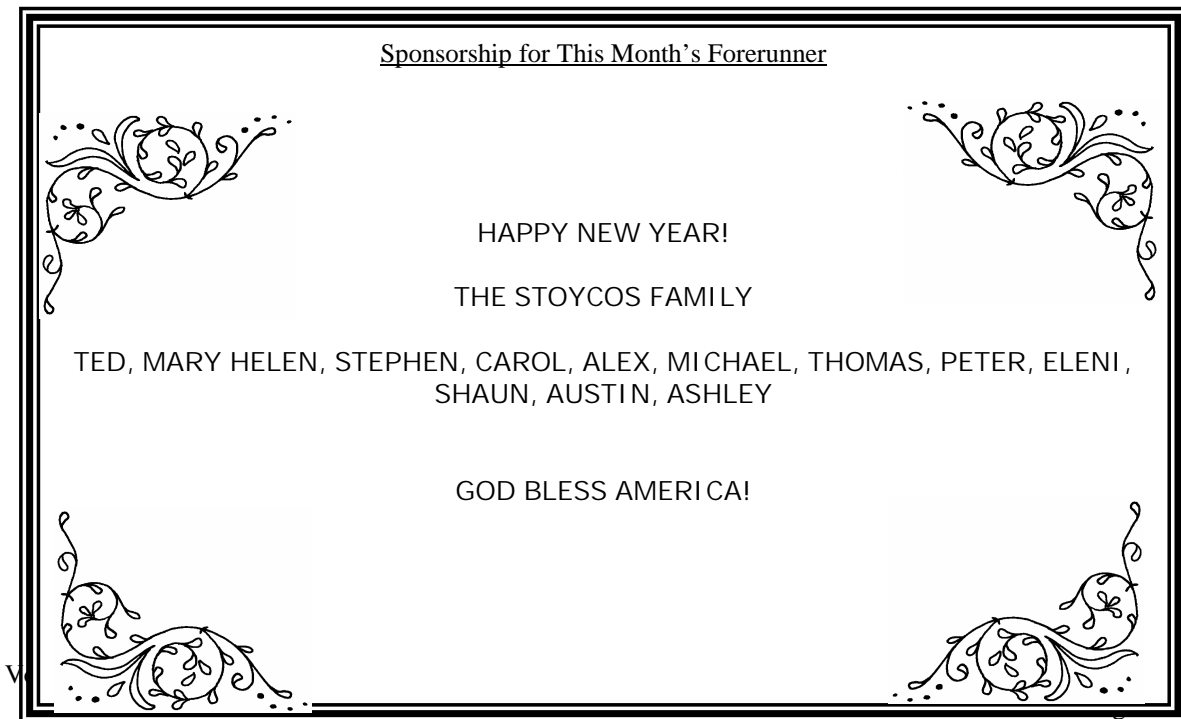 Sponsorship for This Month’s Forerunner
HAPPY NEW YEAR!
THE STOYCOS FAMILY
TED, MARY HELEN, STEPHEN, CAROL, ALEX, MICHAEL, THOMAS, PETER, ELENI,
SHAUN, AUSTIN, ASHLEY
GOD BLESS AMERICA!